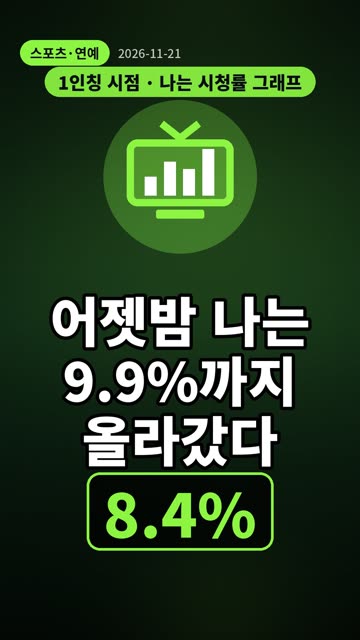 스포츠·연예 2026-11-21
1인칭 시점 · 나는 시청률 그래프
어젯밤 나는
9.9%까지
올라갔다
8.4%